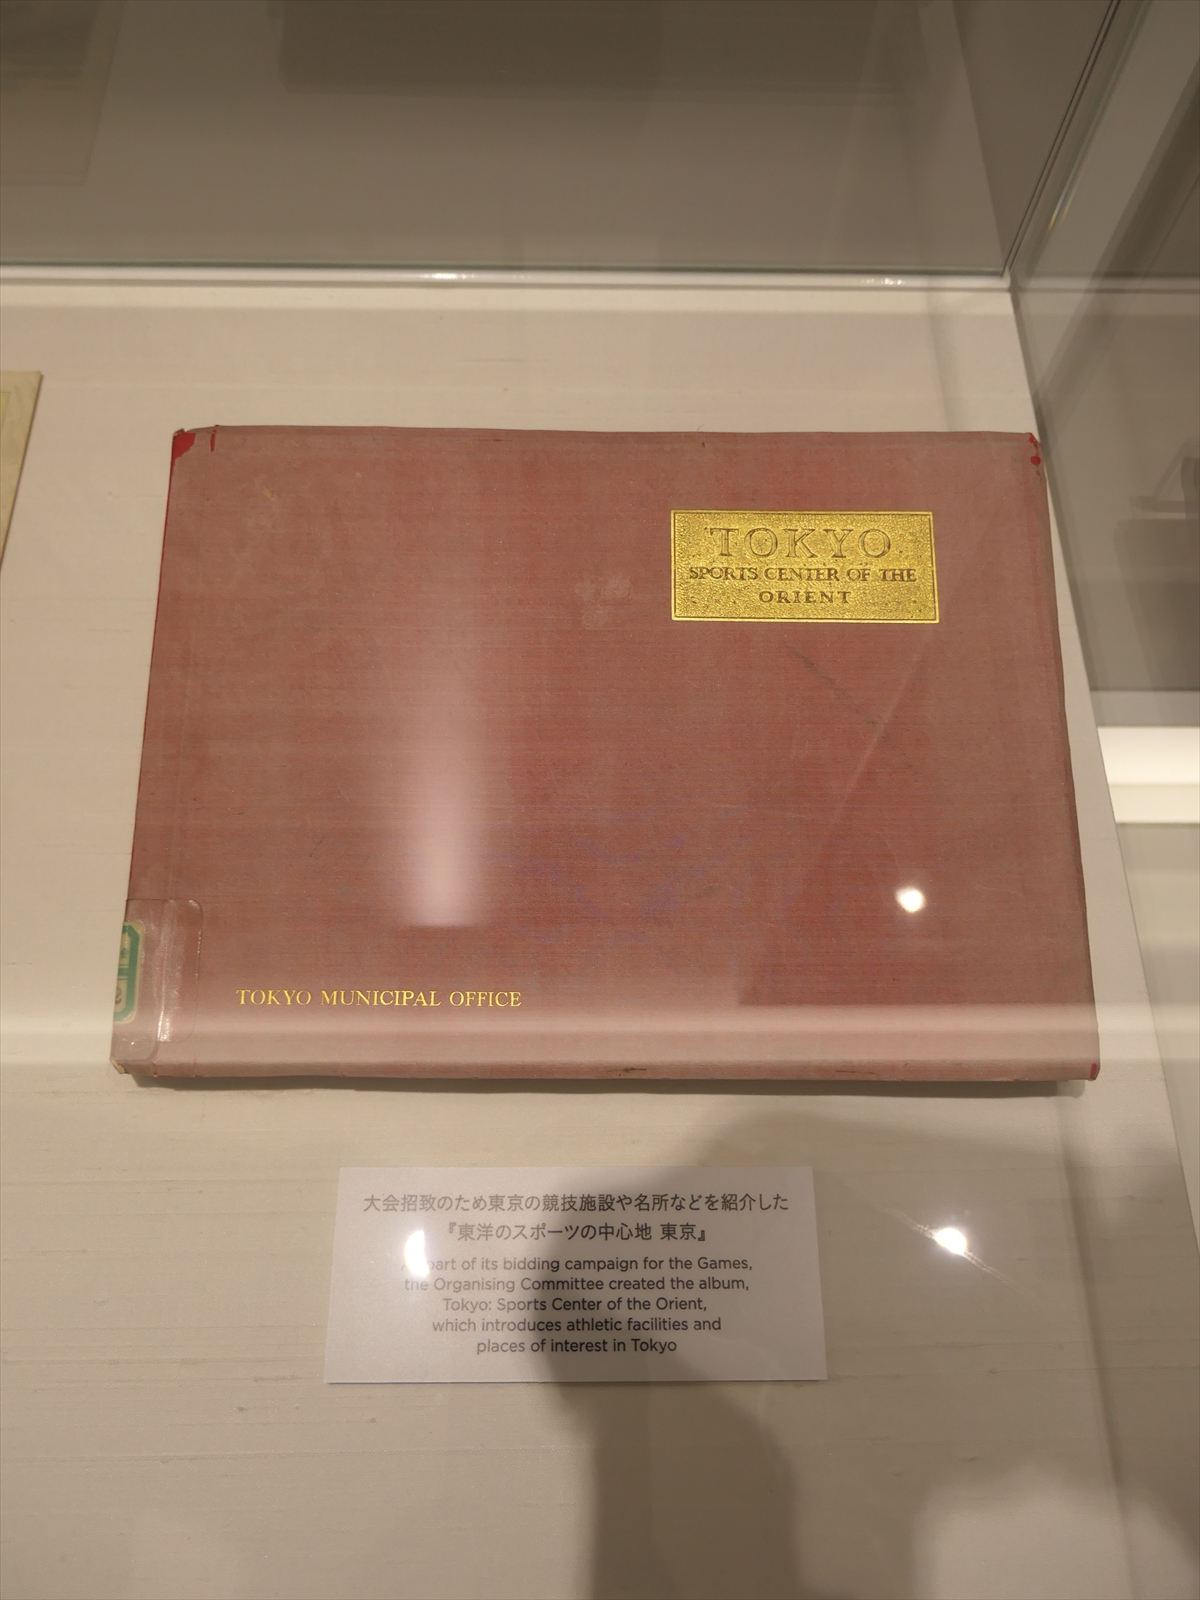 TOKYO
SPORTS CENTER OF THE
ORIENT
TOKYO MUNICIPAL OFFICE
大会招致のため東京の競技施設や名所などを紹介した
『東洋のスポーツの中心地 東京』
part of its bidding campaign for the Games,
the Organising Committee created the album,
Tokyo: Sports Center of the Orient,
which introduces athletic facilities and
places of interest in Tokyo